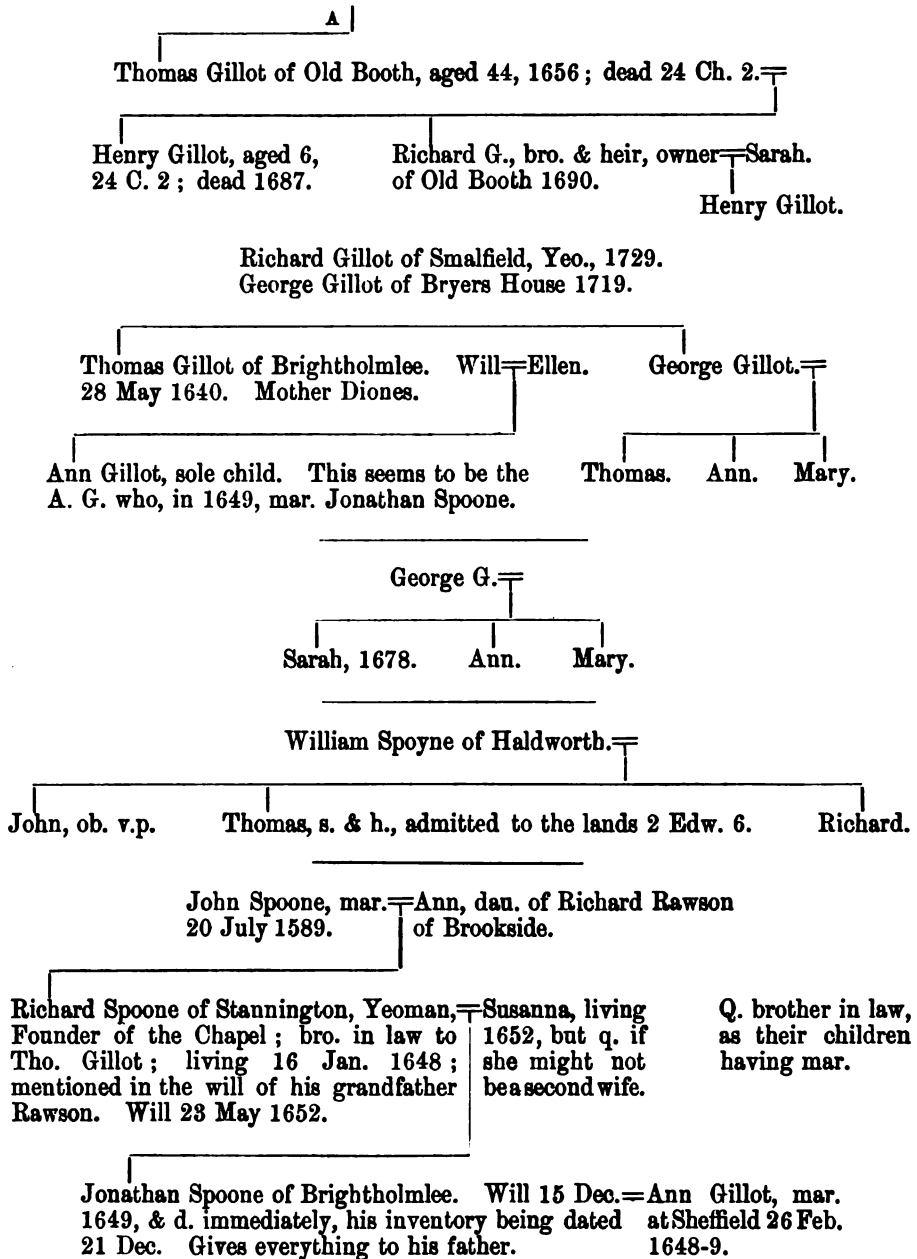 A
Thomas Gillot of Old Booth, aged 44, 1656 ; dead 24 Ch. 2.
Henry Gillot, aged 6,
24 C. 2 ; dead 1687.
Richard G., bro. & heir, owner=Sarah.
of Old Booth 1690.
Henry Gillot.
Richard Gillot of Smalfield, Yeo., 1729.
George Gillot of Bryers House 1719.
Thomas Gillot of Brightholmlee.
28 May 1640. Mother Diones.
Will=Ellen.
George Gillot.=
Ann Gillot, sole child. This seems to be the
A. G. who, in 1649, mar. Jonathan Spoone.
Thomas. Ann. Mary.
George G.=
Sarah, 1678. Ann. Mary.
William Spoyne of Haldworth.=
John, ob. v.p. Thomas, s. & h., admitted to the lands 2 Edw. 6. Richard.
John Spoone, mar.=Ann, dau. of Richard Rawson
20 July 1589. of Brookside.
Richard Spoone of Stannington, Yeoman,=
Founder of the Chapel ; bro. in law to
Tho. Gillot ; living 16 Jan. 1648 ;
mentioned in the will of his grandfather
Rawson. Will 23 May 1652.
Susanna, living
1652, but q. if
she might not
be a second wife.
Q. brother in law,
as their children
having mar.
Jonathan Spoone of Brightholmlee. Will 15 Dec.=
1649, & d. immediately, his inventory being dated
21 Dec. Gives everything to his father.
Ann Gillot, mar.
at Sheffield 26 Feb.
1648-9.